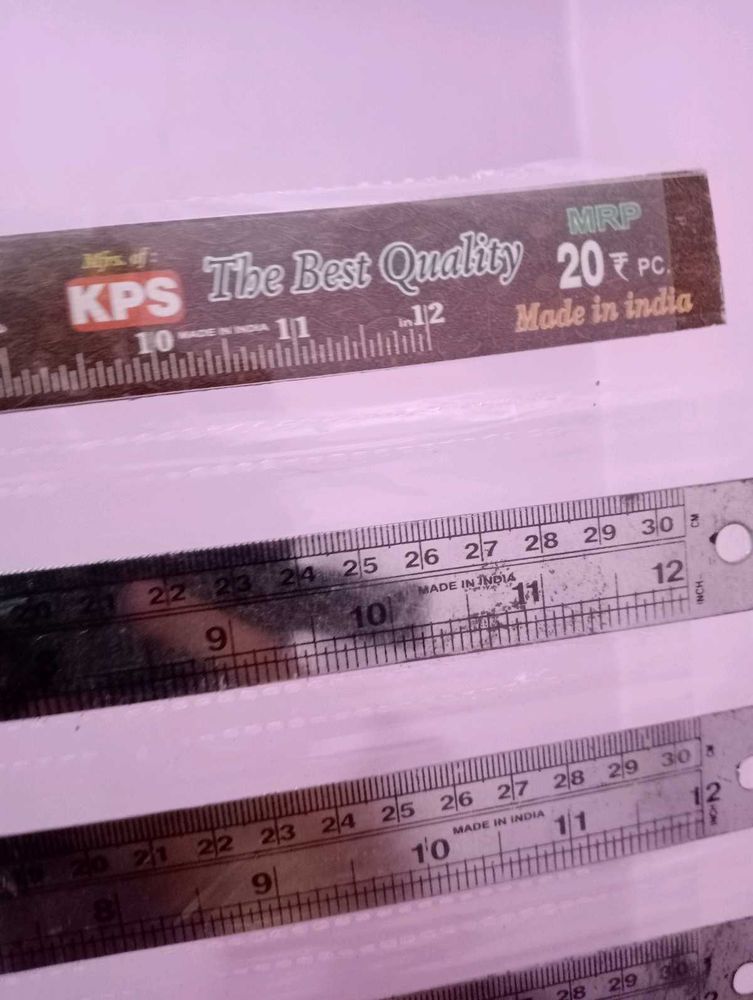 Mfrs. of :
KPS The Best Quality
MRP
20 ₹ PC.
Made in india
10 MADE IN INDIA 11 in 12
21 22 23 24 25 26 27 28 29 30 CM
MADE IN INDIA
9 10 11 12 INCH
20 21 22 23 24 25 26 27 28 29 30
MADE IN INDIA
8 9 10 11 12
28 29 30